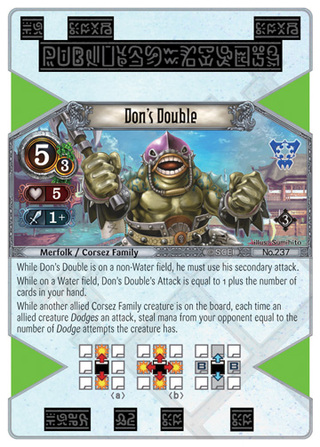 Don's Double
5
3
5
1+
3
illus. Sumihito
Merfolk / Corsez Family
No.237
While Don's Double is on a non-Water field, he must use his secondary attack.
While on a Water field, Don's Double's Attack is equal to 1 plus the number of
cards in your hand.
While another allied Corsez Family creature is on the board, each time an
allied creature Dodges an attack, steal mana from your opponent equal to the
number of Dodge attempts the creature has.
<a> <b>